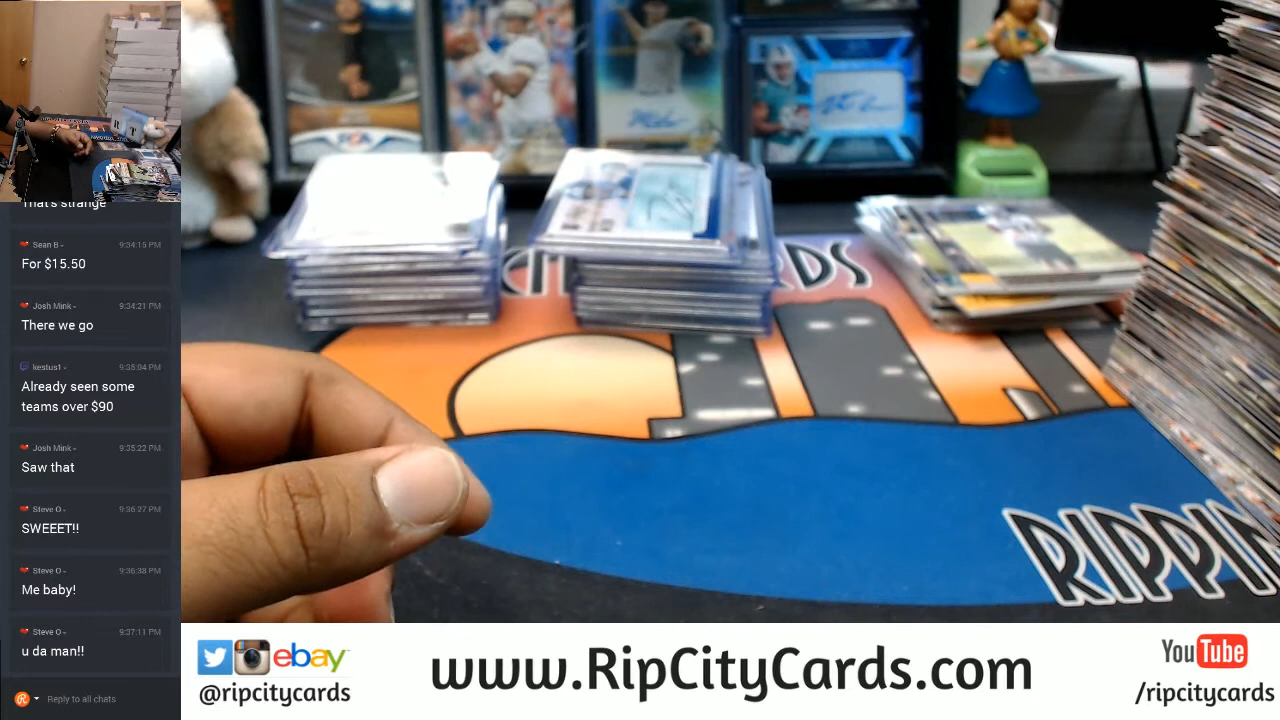 That's strange
Sean B 9:34:15 PM
For $15.50
Josh Mink 9:34:21 PM
There we go
kestus1 9:35:04 PM
Already seen some
teams over $90
Josh Mink 9:35:22 PM
Saw that
Steve O 9:36:27 PM
SWEEET!!
Steve O 9:36:38 PM
Me baby!
Steve O 9:37:11 PM
u da man!!
Reply to all chats
RDS
RIPPIN
ebay
@ripcitycards
www.RipCityCards.com
YouTube
/ripcitycards